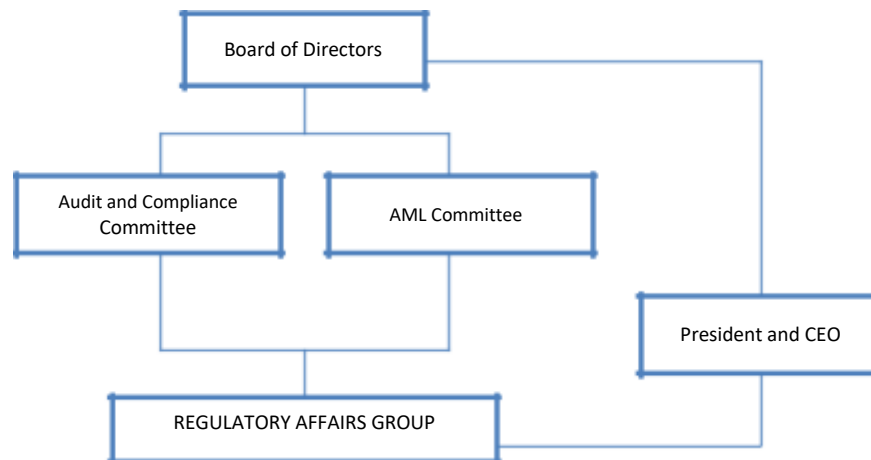 Board of Directors
Audit and Compliance
Committee
AML Committee
President and CEO
REGULATORY AFFAIRS GROUP